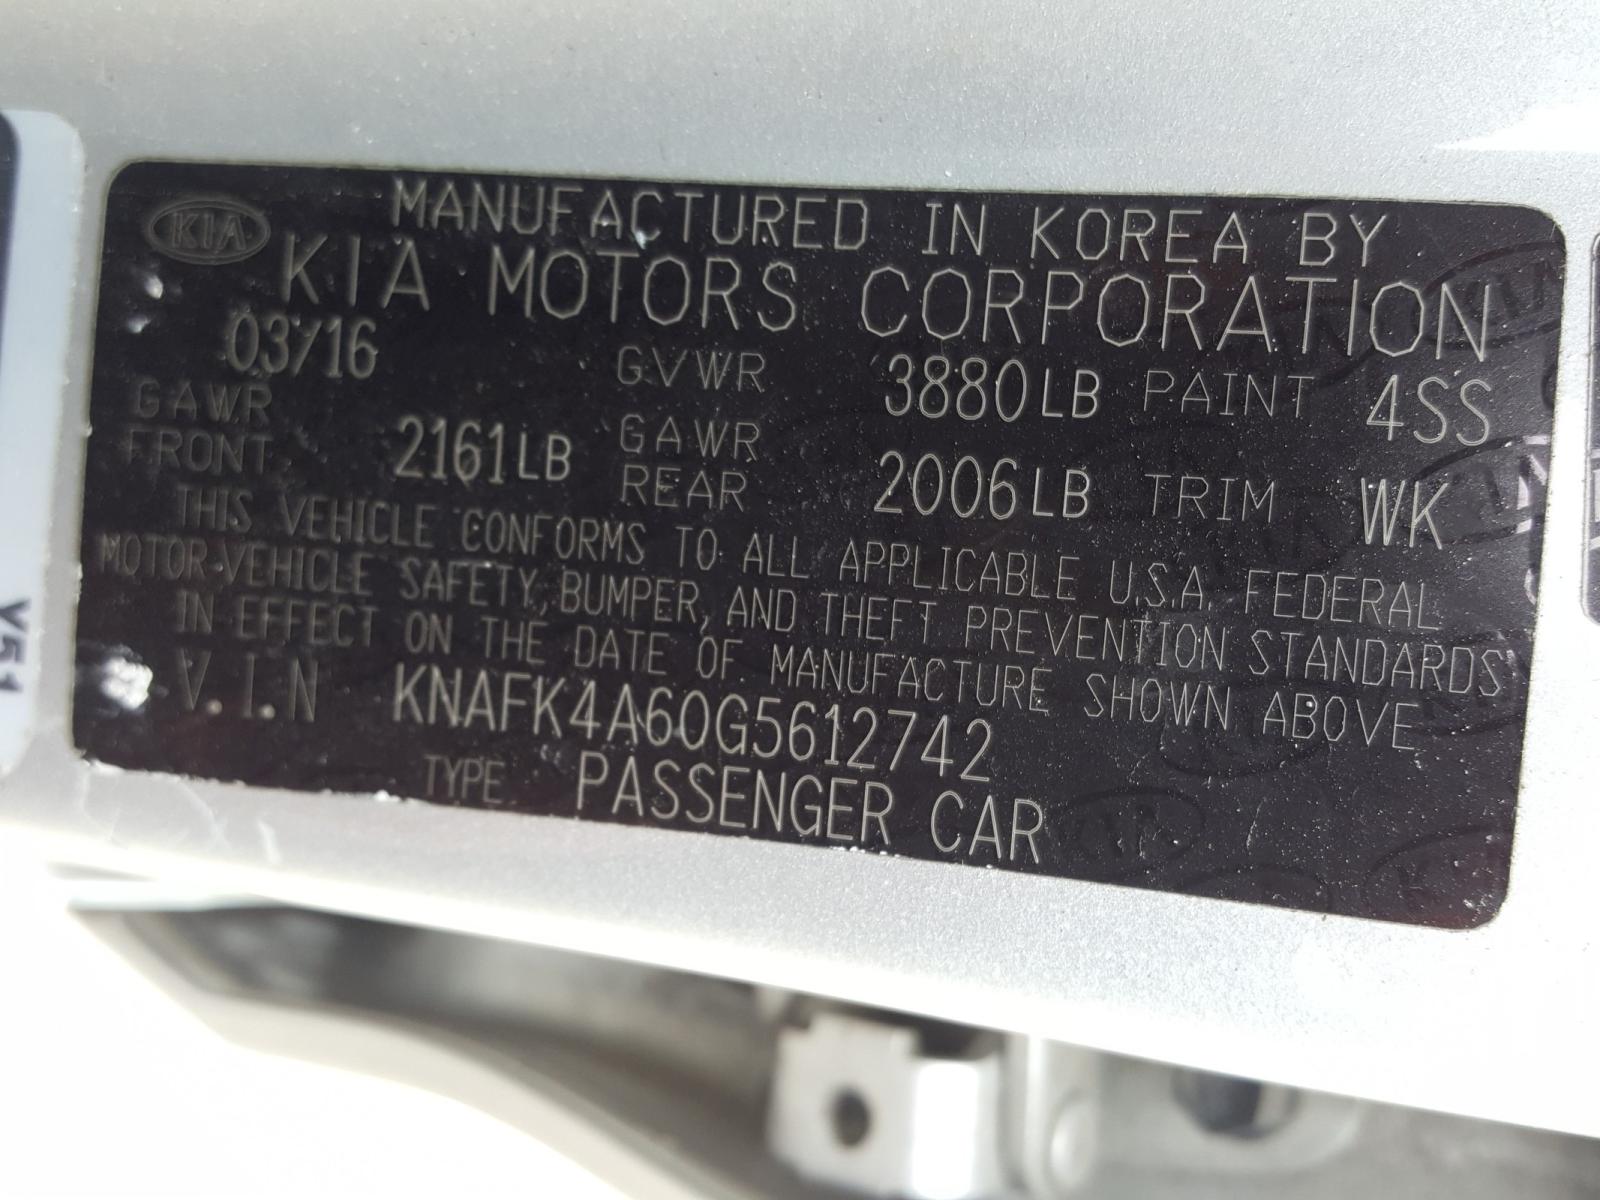 KIA
MANUFACTURED IN KOREA BY
KIA MOTORS CORPORATION
03/16 GVWR 3880LB PAINT 4SS
GAWR FRONT 2161LB GAWR REAR 2006LB TRIM WK
THIS VEHICLE CONFORMS TO ALL APPLICABLE U.S.A. FEDERAL
MOTOR-VEHICLE SAFETY, BUMPER, AND THEFT PREVENTION STANDARDS
IN EFFECT ON THE DATE OF MANUFACTURE SHOWN ABOVE
V.I.N KNAFK4A60G5612742
TYPE PASSENGER CAR